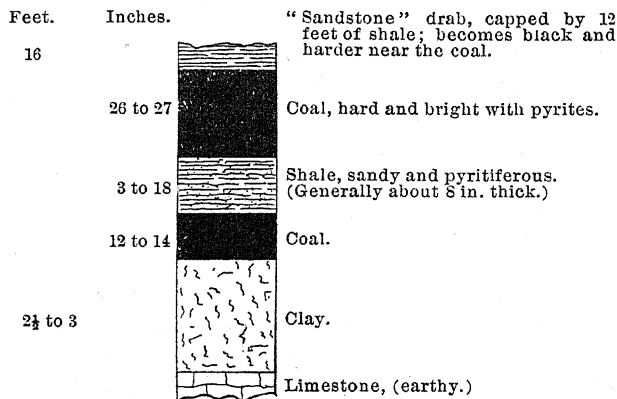 Feet. Inches.
"Sandstone" drab, capped by 12
feet of shale; becomes black and
harder near the coal.
16
26 to 27 Coal, hard and bright with pyrites.
Shale, sandy and pyritiferous.
3 to 18 (Generally about 8 in. thick.)
12 to 14 Coal.
2½ to 3 Clay.
Limestone, (earthy.)